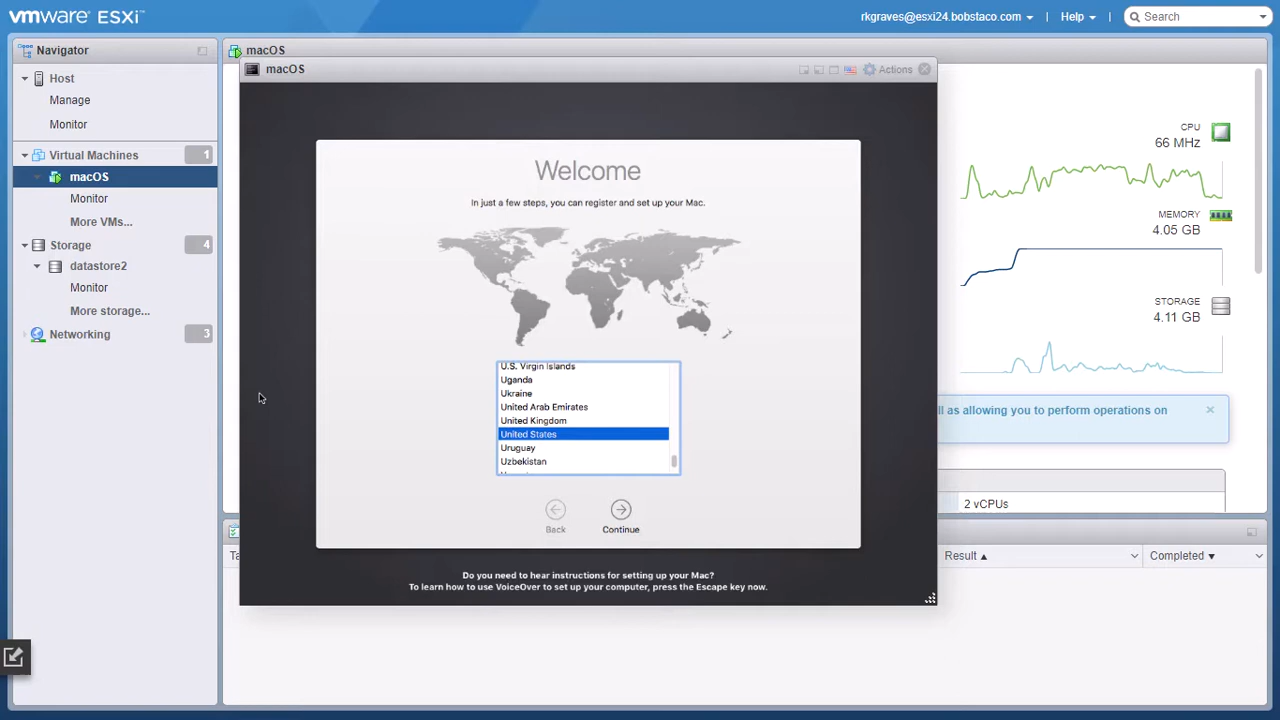 vmware ESXi™
rkgraves@esxi24.bobstaco.com
Help
Search
Navigator
Host
Manage
Monitor
Virtual Machines
1
macOS
Monitor
More VMs...
Storage
4
datastore2
Monitor
More storage...
Networking
3
macOS
macOS
Actions
Welcome
In just a few steps, you can register and set up your Mac.
U.S. Virgin Islands
Uganda
Ukraine
United Arab Emirates
United Kingdom
United States
Uruguay
Uzbekistan
Back
Continue
Do you need to hear instructions for setting up your Mac?
To learn how to use VoiceOver to set up your computer, press the Escape key now.
CPU
66 MHz
MEMORY
4.05 GB
STORAGE
4.11 GB
ll as allowing you to perform operations on
2 vCPUs
Ta
Result
Completed